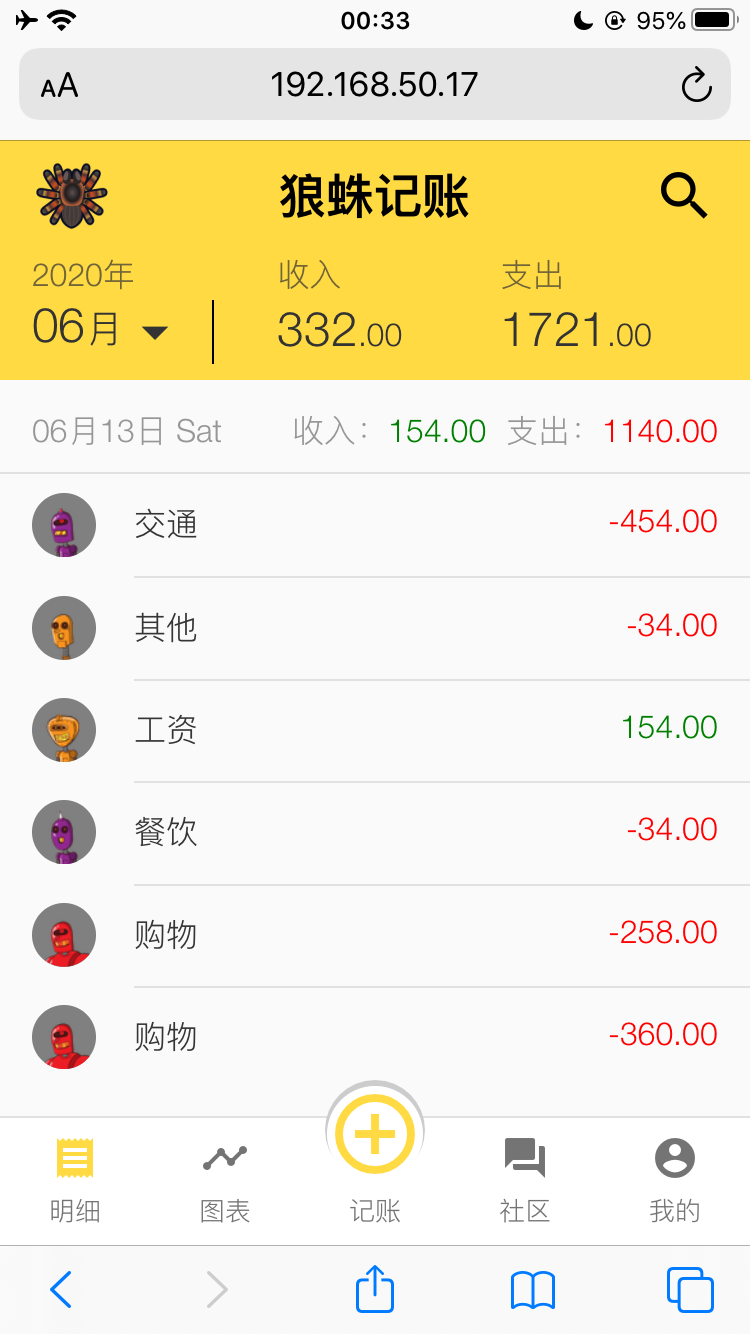 00:33
95%
AA 192.168.50.17
狼蛛记账
2020年 收入 支出
06月 332.00 1721.00
06月13日 Sat 收入: 154.00 支出: 1140.00
交通 -454.00
其他 -34.00
工资 154.00
餐饮 -34.00
购物 -258.00
购物 -360.00
明细 图表 记账 社区 我的